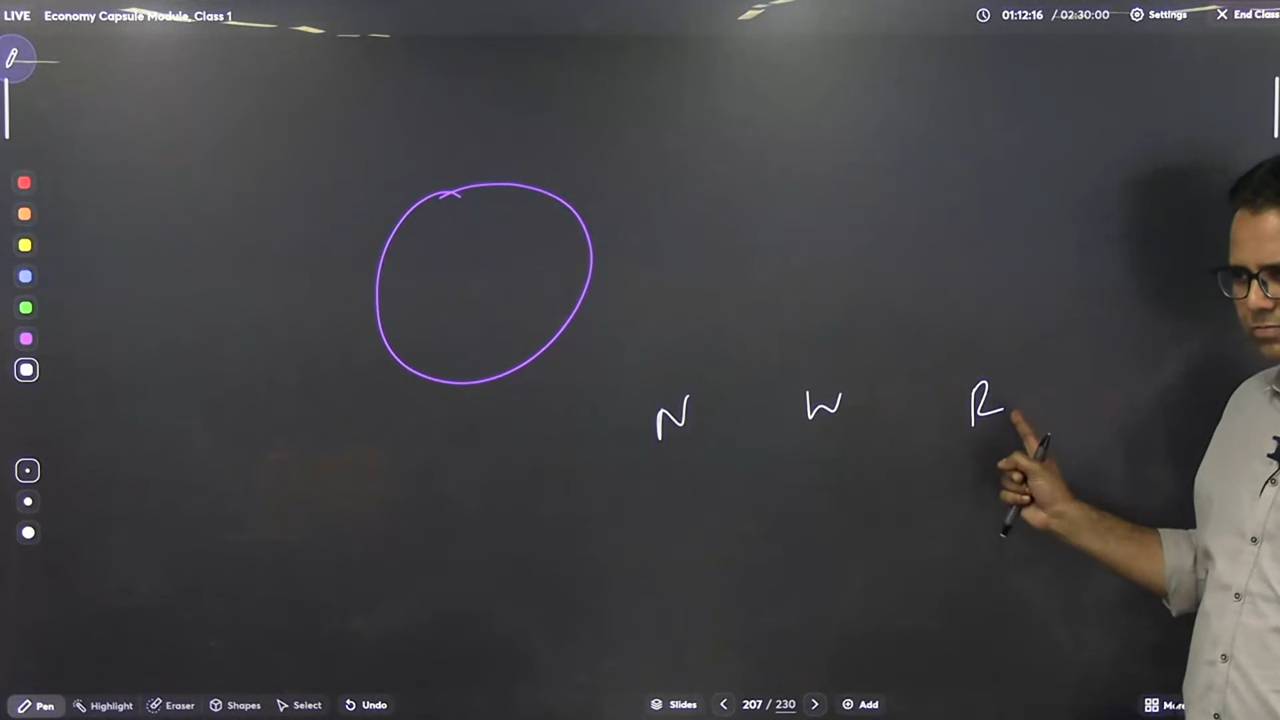 LIVE Economy Capsule Module, Class 1 01:12:16 / 02:30:00 Settings End Class
N W R
Pen Highlight Eraser Shapes Select Undo Slides 207 / 230 Add